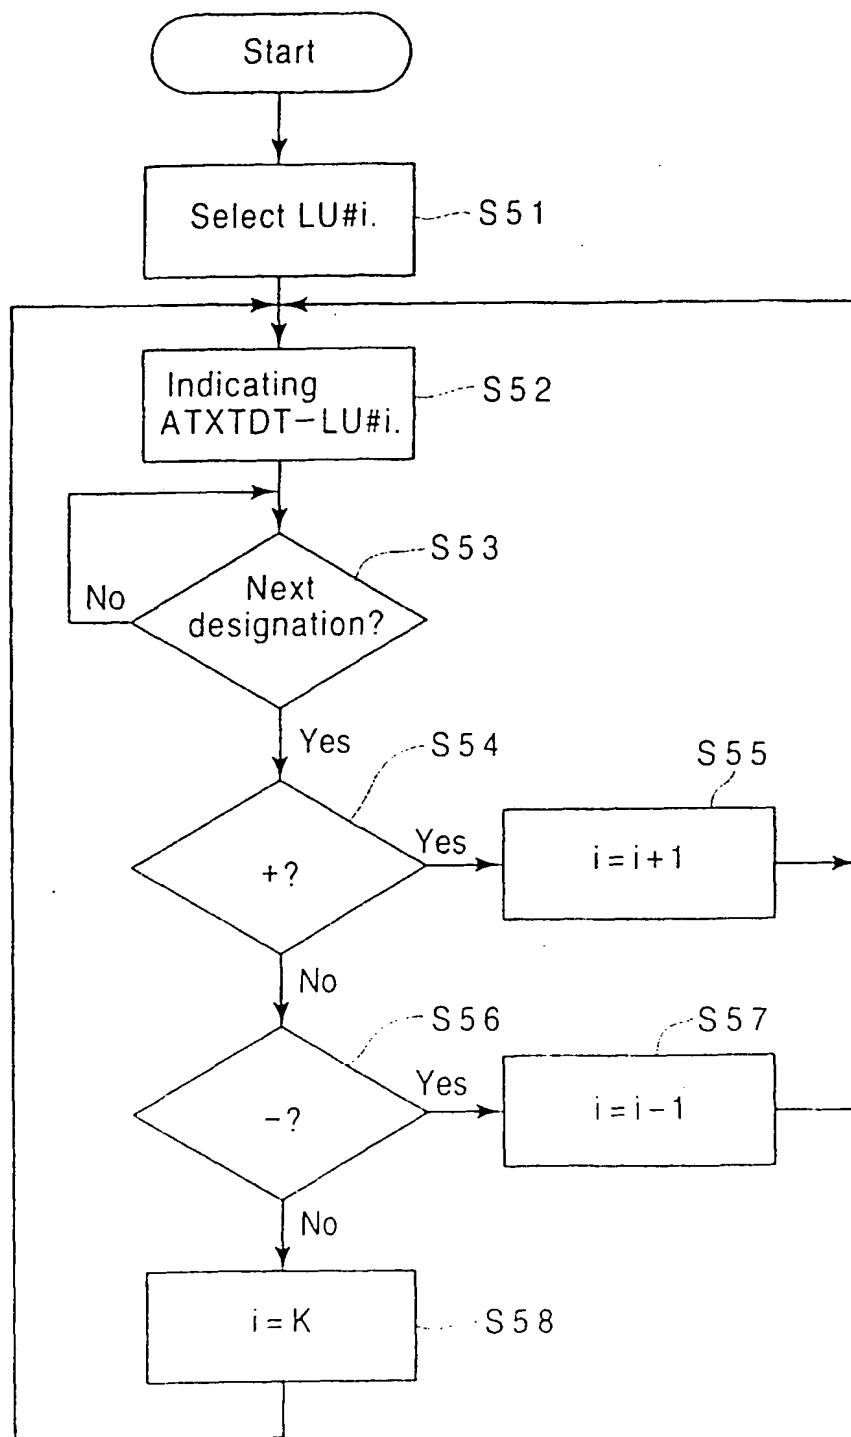 Start
Select LU#i.
S51
Indicating
ATXTDT-LU#i.
S52
S53
Next
designation?
No
Yes
S54
S55
+?
Yes
i=i+1
No
S56
S57
-?
Yes
i=i-1
No
i=K
S58